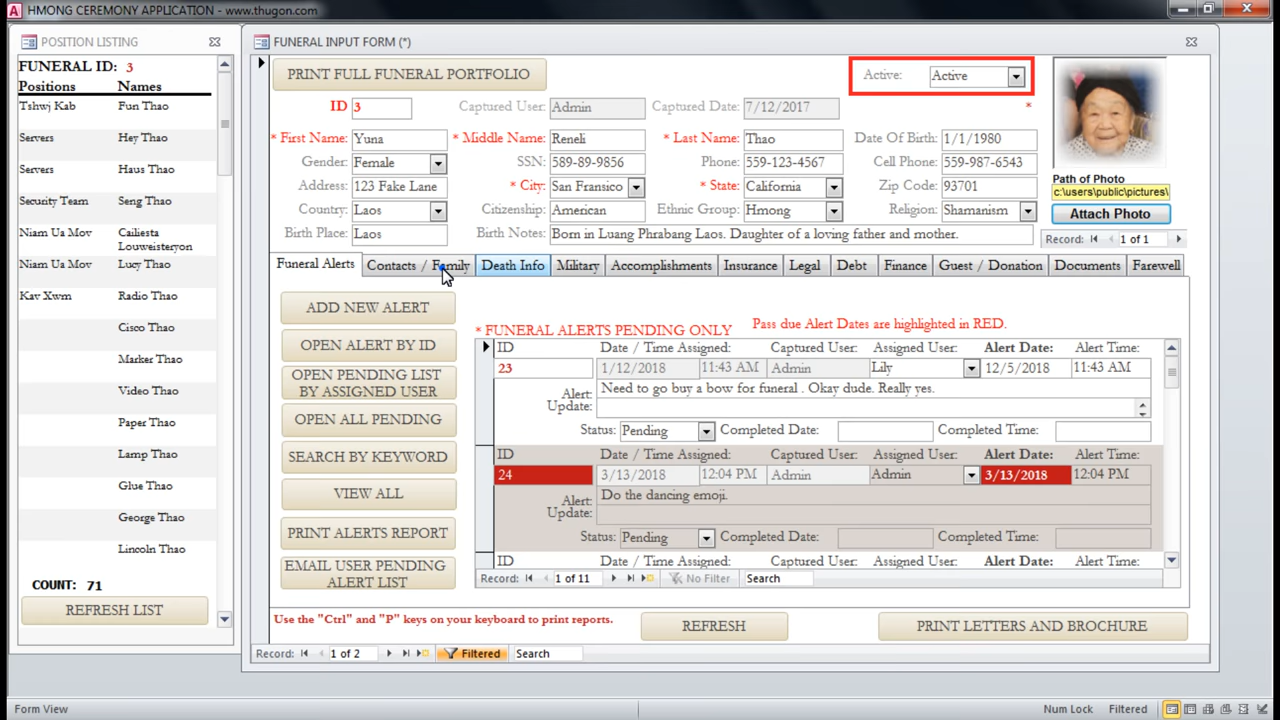 HMONG CEREMONY APPLICATION - www.thugon.com
POSITION LISTING
FUNERAL ID: 3
Positions Names
Tshwj Kab Fun Thao
Servers Hey Thao
Servers Haus Thao
Security Team Seng Thao
Niam Ua Mov Cailiesta Louweisteryon
Niam Ua Mov Lucy Thao
Kav Xwm Radio Thao
Cisco Thao
Marker Thao
Video Thao
Paper Thao
Lamp Thao
Glue Thao
George Thao
Lincoln Thao
COUNT: 71
REFRESH LIST
FUNERAL INPUT FORM (*)
PRINT FULL FUNERAL PORTFOLIO
Active: Active
ID 3 Captured User: Admin Captured Date: 7/12/2017 *
* First Name: Yuna * Middle Name: Reneli * Last Name: Thao Date Of Birth: 1/1/1980
Gender: Female SSN: 589-89-9856 Phone: 559-123-4567 Cell Phone: 559-987-6543
Address: 123 Fake Lane * City: San Fransico * State: California Zip Code: 93701
Country: Laos Citizenship: American Ethnic Group: Hmong Religion: Shamanism
Birth Place: Laos Birth Notes: Born in Luang Phrabang Laos. Daughter of a loving father and mother.
Path of Photo
c:\users\public\pictures\
Attach Photo
Record: 1 of 1
Funeral Alerts Contacts / Family Death Info Military Accomplishments Insurance Legal Debt Finance Guest / Donation Documents Farewell
ADD NEW ALERT
OPEN ALERT BY ID
OPEN PENDING LIST
BY ASSIGNED USER
OPEN ALL PENDING
SEARCH BY KEYWORD
VIEW ALL
PRINT ALERTS REPORT
EMAIL USER PENDING
ALERT LIST
* FUNERAL ALERTS PENDING ONLY Pass due Alert Dates are highlighted in RED.
ID Date / Time Assigned: Captured User: Assigned User: Alert Date: Alert Time:
23 1/12/2018 11:43 AM Admin Lily 12/5/2018 11:43 AM
Alert: Need to go buy a bow for funeral . Okay dude. Really yes.
Update:
Status: Pending Completed Date: Completed Time:
ID Date / Time Assigned: Captured User: Assigned User: Alert Date: Alert Time:
24 3/13/2018 12:04 PM Admin Admin 3/13/2018 12:04 PM
Alert: Do the dancing emoji.
Update:
Status: Pending Completed Date: Completed Time:
ID Date / Time Assigned: Captured User: Assigned User: Alert Date: Alert Time:
Record: 1 of 11 No Filter Search
Use the "Ctrl" and "P" keys on your keyboard to print reports.
REFRESH
PRINT LETTERS AND BROCHURE
Record: 1 of 2 Filtered Search
Form View Num Lock Filtered